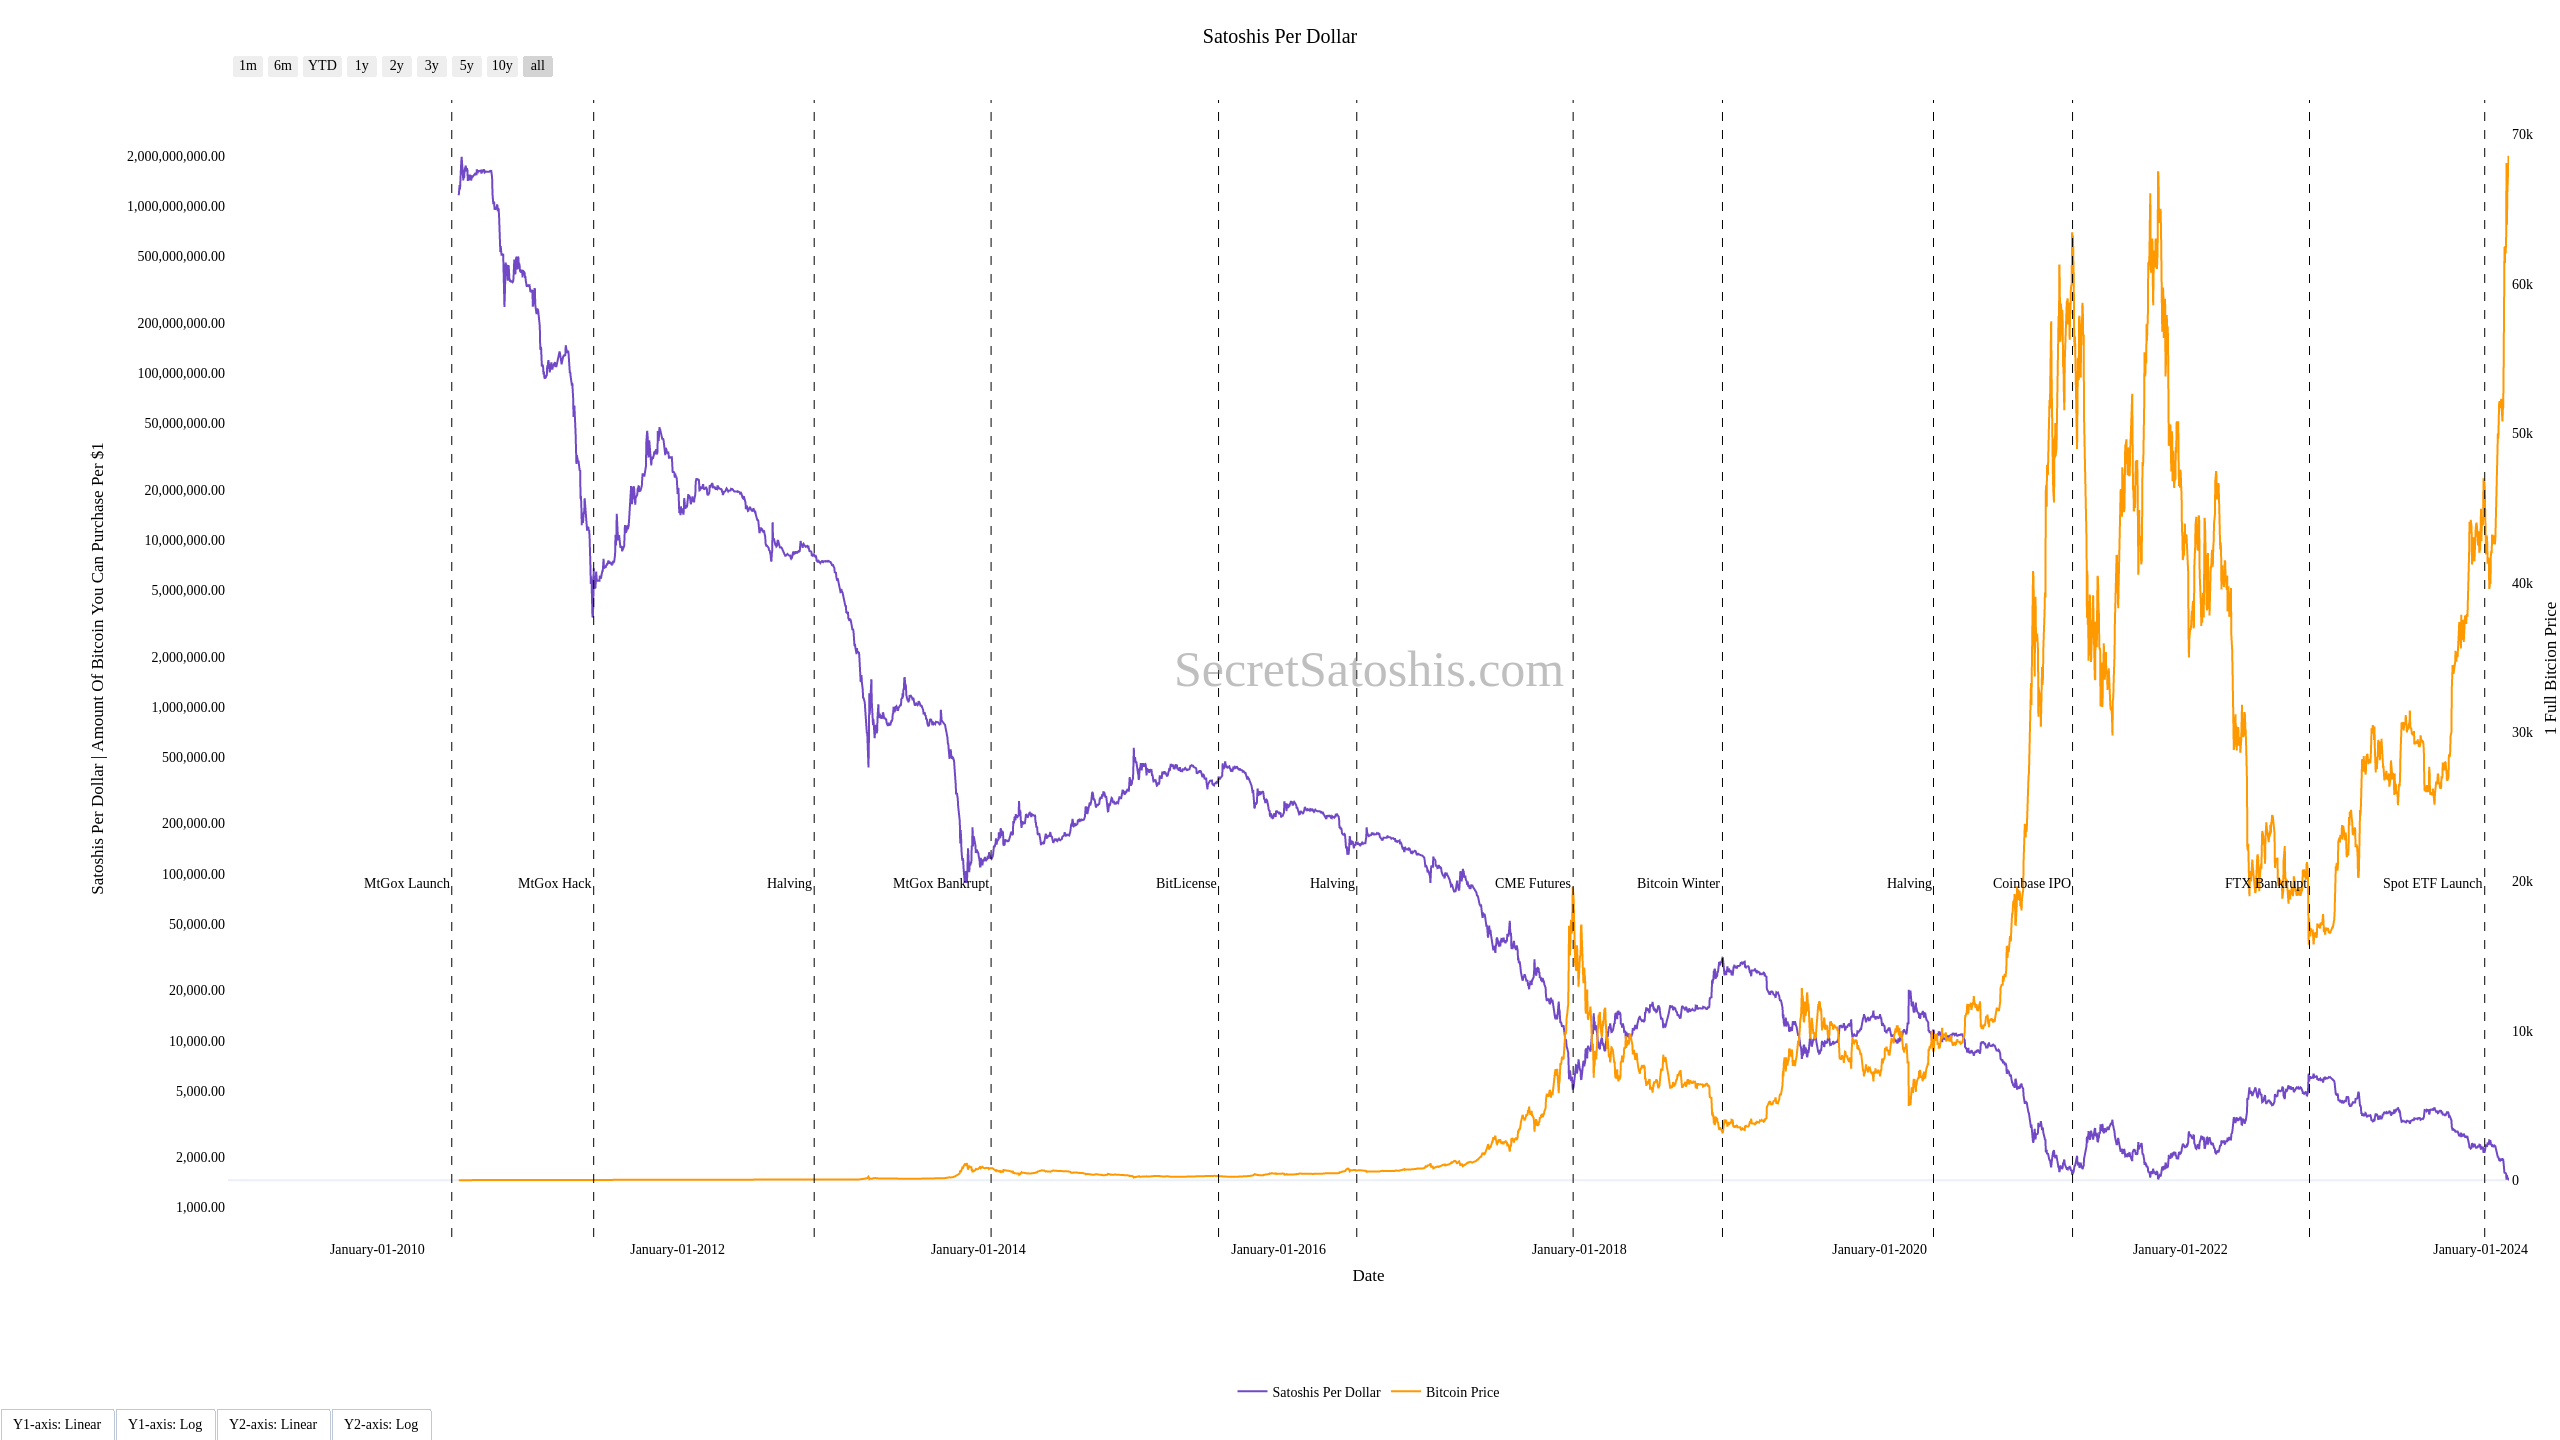 Satoshis Per Dollar
1m 6m YTD 1y 2y 3y 5y 10y all
2,000,000,000.00
1,000,000,000.00
500,000,000.00
200,000,000.00
100,000,000.00
50,000,000.00
20,000,000.00
10,000,000.00
5,000,000.00
2,000,000.00
1,000,000.00
500,000.00
200,000.00
100,000.00
50,000.00
20,000.00
10,000.00
5,000.00
2,000.00
1,000.00
Satoshis Per Dollar | Amount Of Bitcoin You Can Purchase Per $1
SecretSatoshis.com
MtGox Launch MtGox Hack Halving MtGox Bankrupt BitLicense Halving CME Futures Bitcoin Winter Halving Coinbase IPO FTX Bankrupt Spot ETF Launch
70k
60k
50k
40k
30k
20k
10k
0
1 Full Bitcion Price
January-01-2010 January-01-2012 January-01-2014 January-01-2016 January-01-2018 January-01-2020 January-01-2022 January-01-2024
Date
Satoshis Per Dollar Bitcoin Price
Y1-axis: Linear Y1-axis: Log Y2-axis: Linear Y2-axis: Log